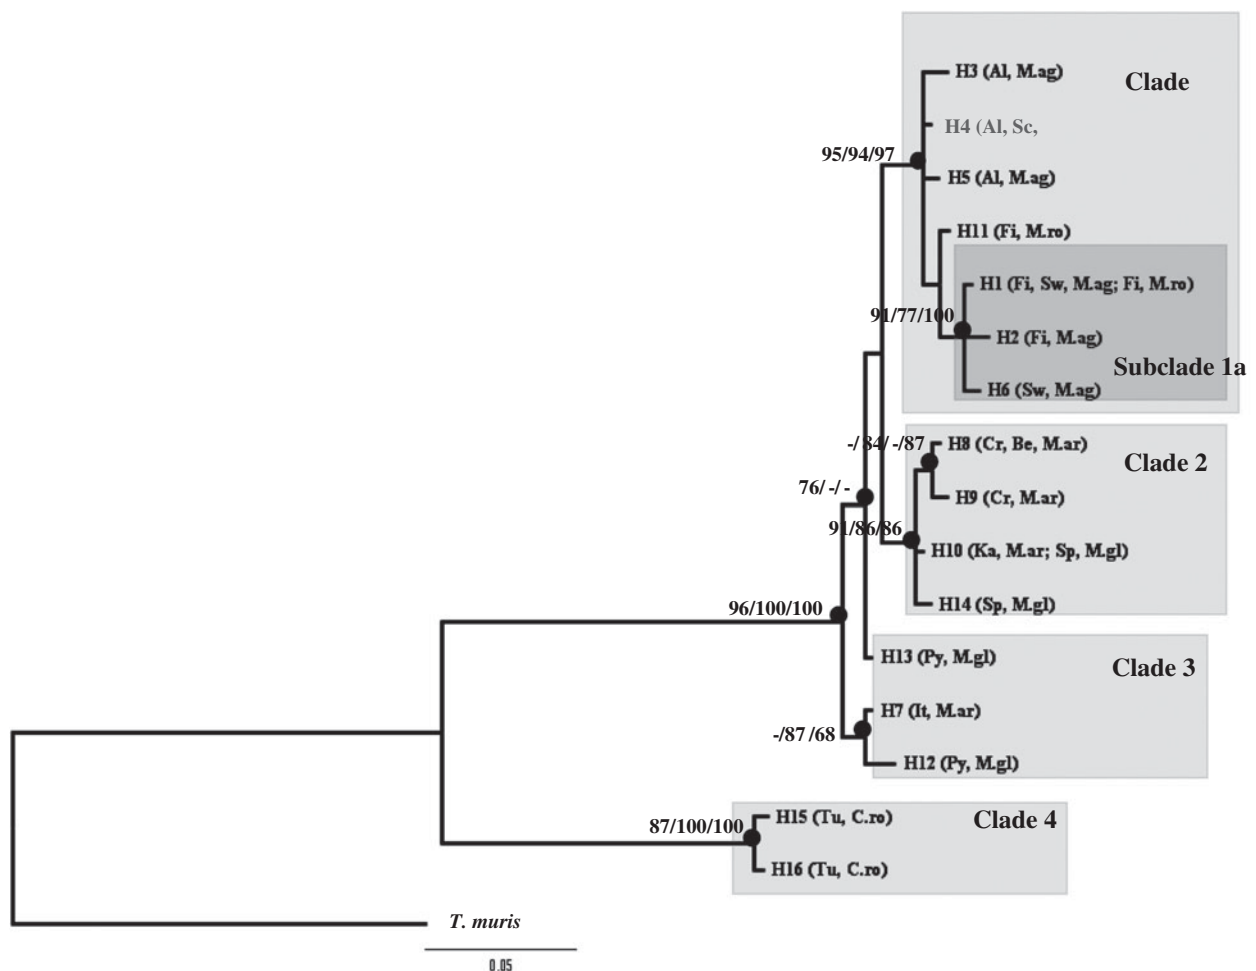 H3 (Al, M.ag)
Clade
H4 (Al, Sc,
95/94/97
H5 (Al, M.ag)
H11 (Fi, M.ro)
H1 (Fi, Sw, M.ag; Fi, M.ro)
91/77/100
H2 (Fi, M.ag)
Subclade 1a
H6 (Sw, M.ag)
-/84/-/87
H8 (Cr, Be, M.ar)
Clade 2
76/-/-
H9 (Cr, M.ar)
91/86/86
H10 (Ka, M.ar; Sp, M.gl)
H14 (Sp, M.gl)
96/100/100
H13 (Py, M.gl)
Clade 3
H7 (It, M.ar)
-/87/68
H12 (Py, M.gl)
87/100/100
H15 (Tu, C.ro)
Clade 4
H16 (Tu, C.ro)
T. muris
0.05